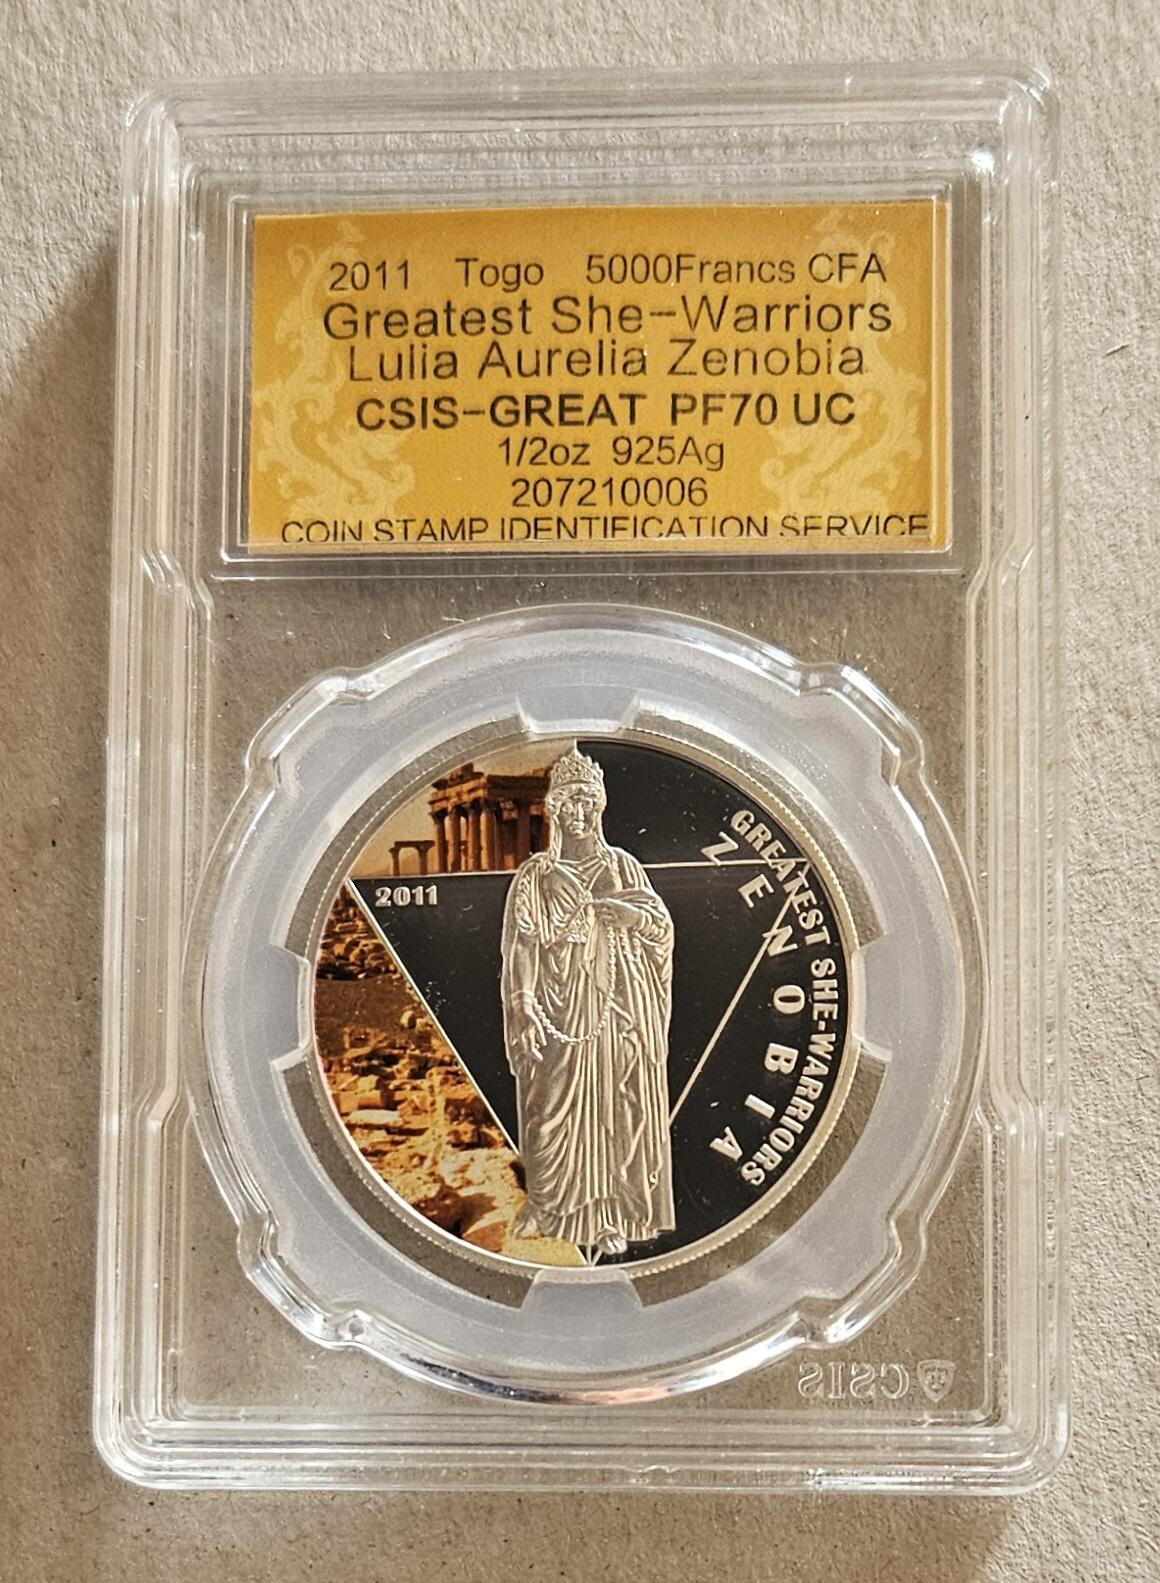 2011 Togo 5000Francs CFA
Greatest She-Warriors
Lulia Aurelia Zenobia
CSIS-GREAT PF70 UC
1/2oz 925Ag
207210006
COIN STAMP IDENTIFICATION SERVICE
2011
GREATEST SHE-WARRIORS
ZENOBIA
CSIS